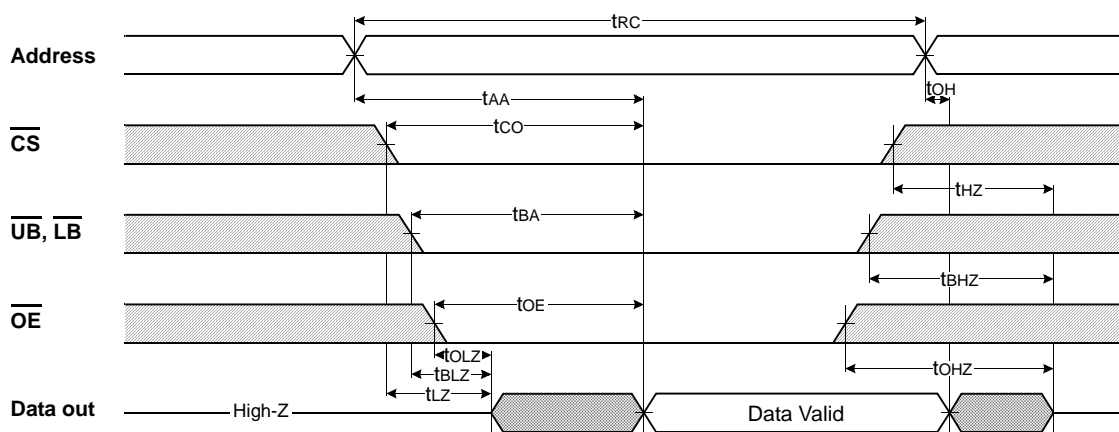 tRC
Address
tOH
tAA
CS
tCO
tHZ
UB, LB
tBA
tBHZ
OE
tOE
tOLZ
tBLZ
tOHZ
tLZ
Data out
High-Z
Data Valid